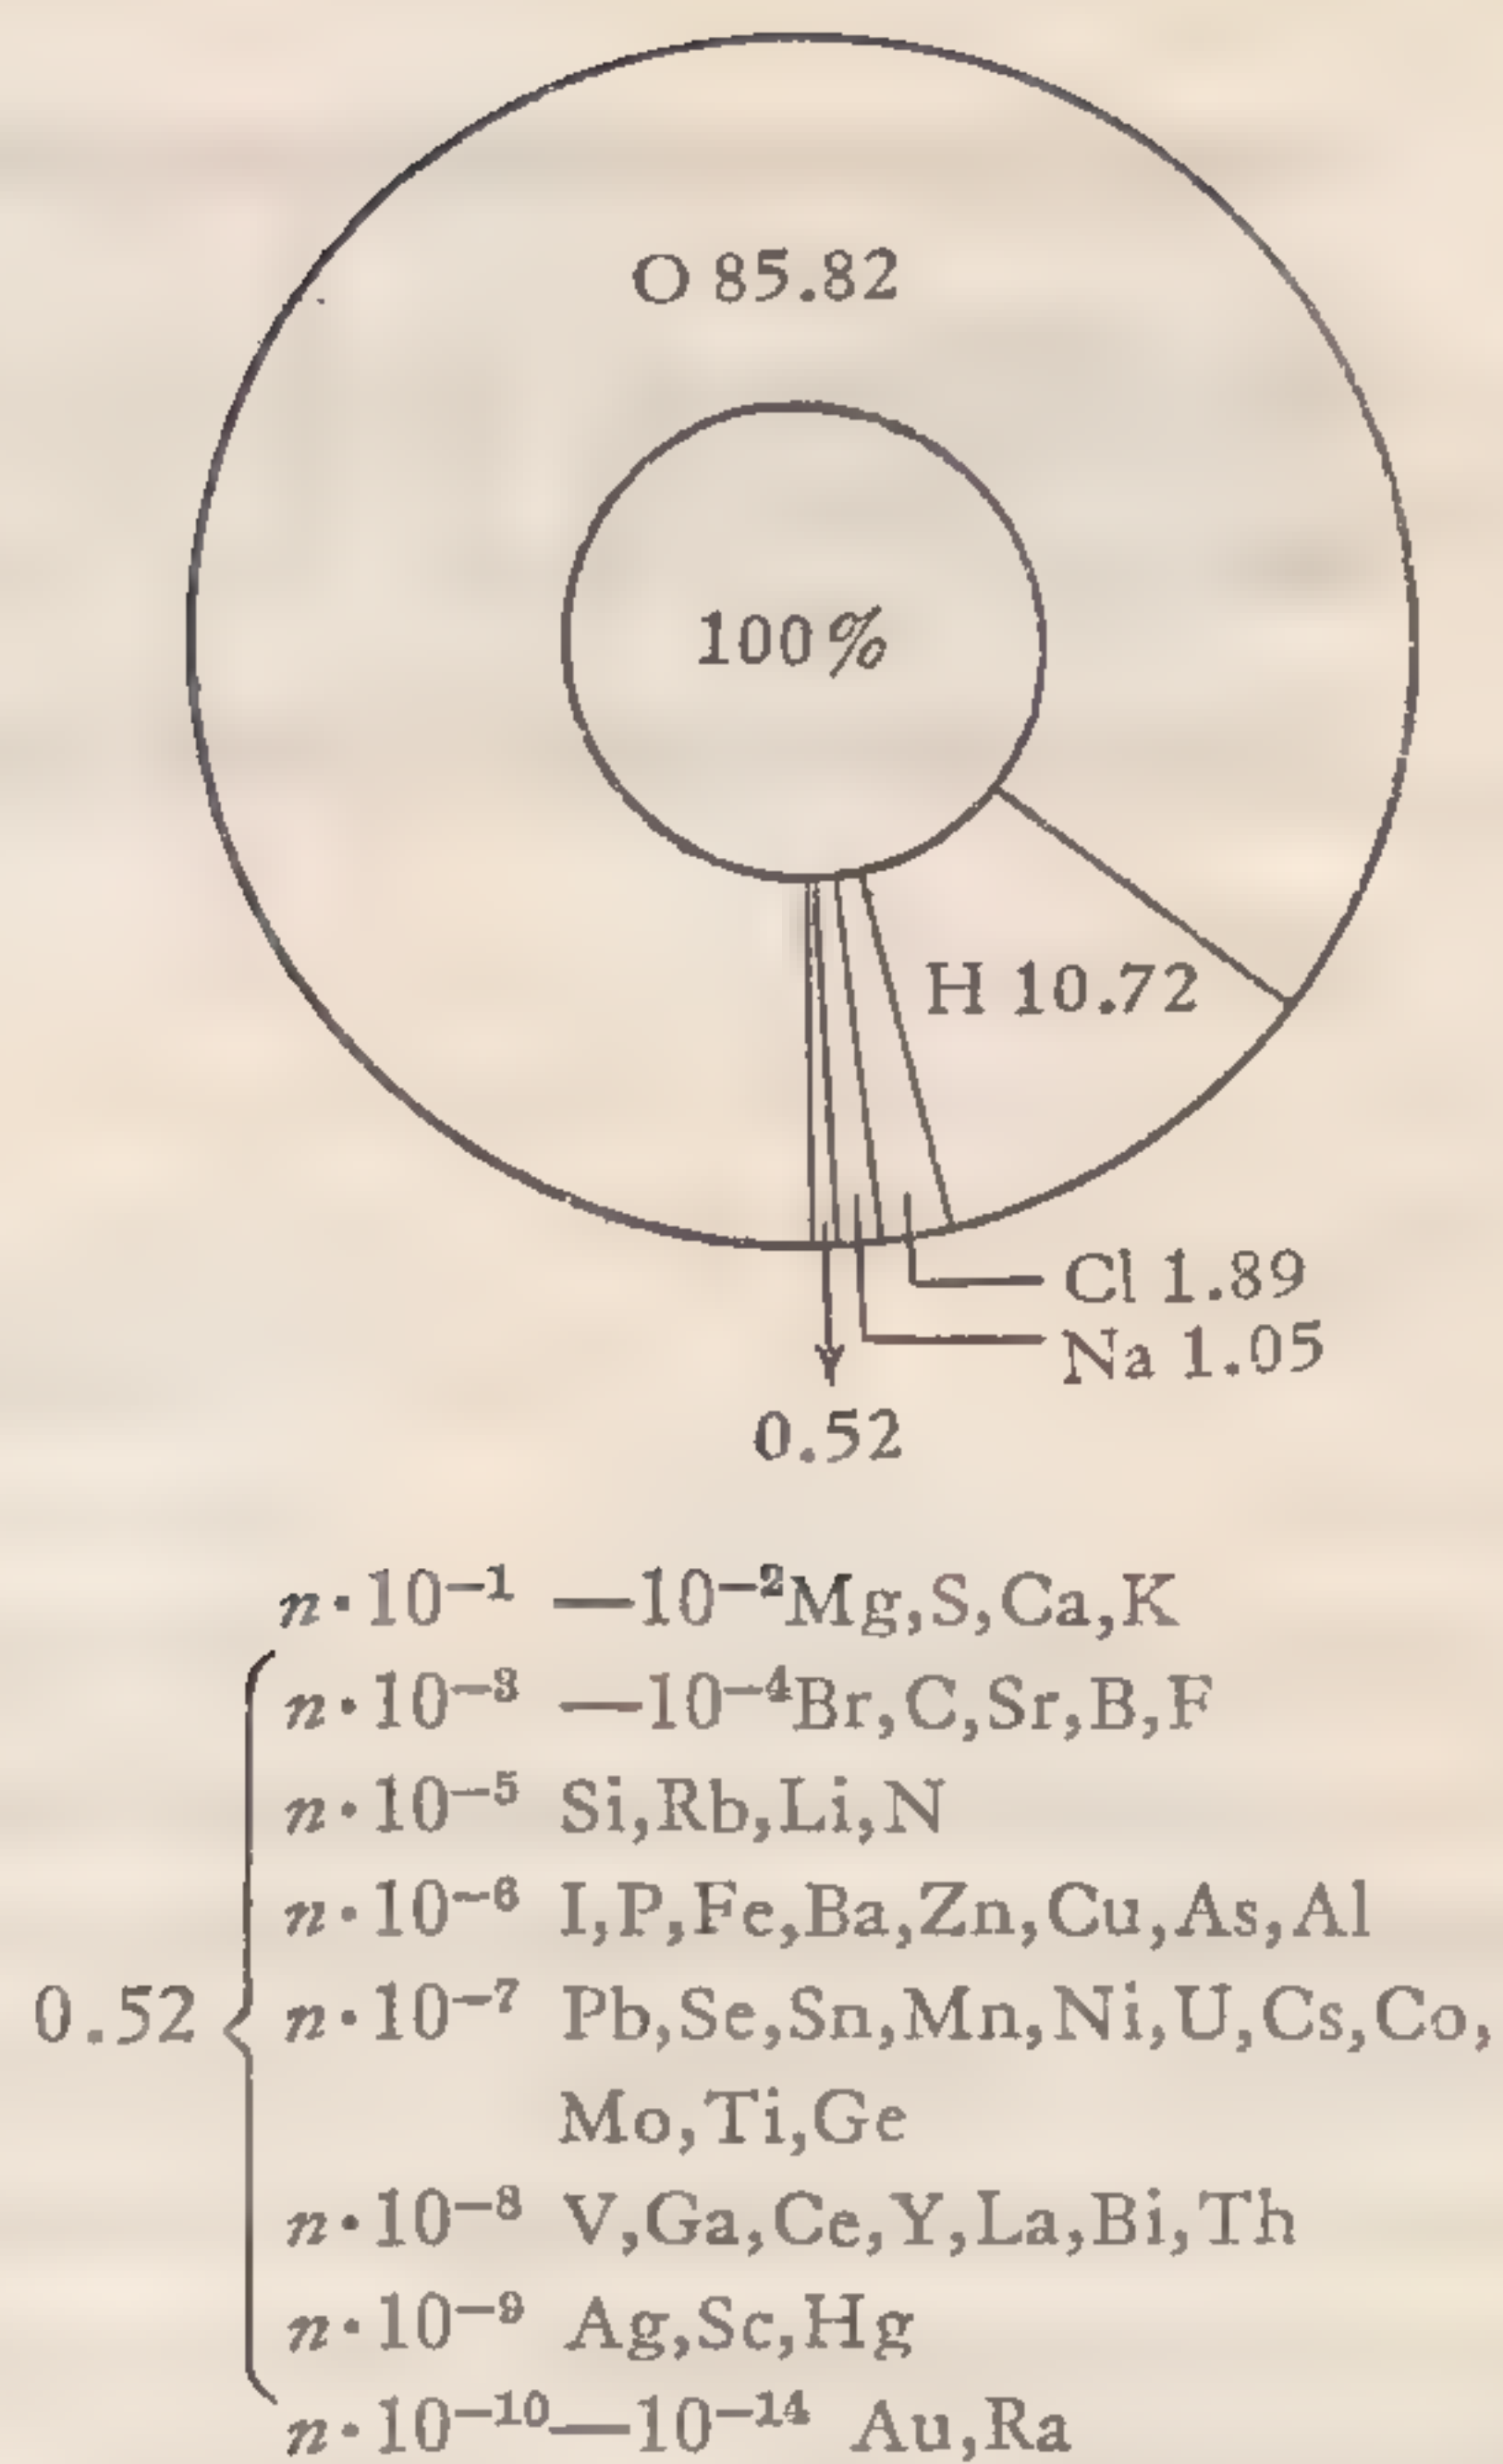 O 85.82
100%
H 10.72
Cl 1.89
Na 1.05
0.52
n·10⁻¹ —10⁻²Mg,S,Ca,K
n·10⁻³ —10⁻⁴Br,C,Sr,B,F
n·10⁻⁵ Si,Rb,Li,N
n·10⁻⁶ I,P,Fe,Ba,Zn,Cu,As,Al
0.52 n·10⁻⁷ Pb,Se,Sn,Mn,Ni,U,Cs,Co,
Mo,Ti,Ge
n·10⁻⁸ V,Ga,Ce,Y,La,Bi,Th
n·10⁻⁹ Ag,Sc,Hg
n·10⁻¹⁰—10⁻¹⁴ Au,Ra